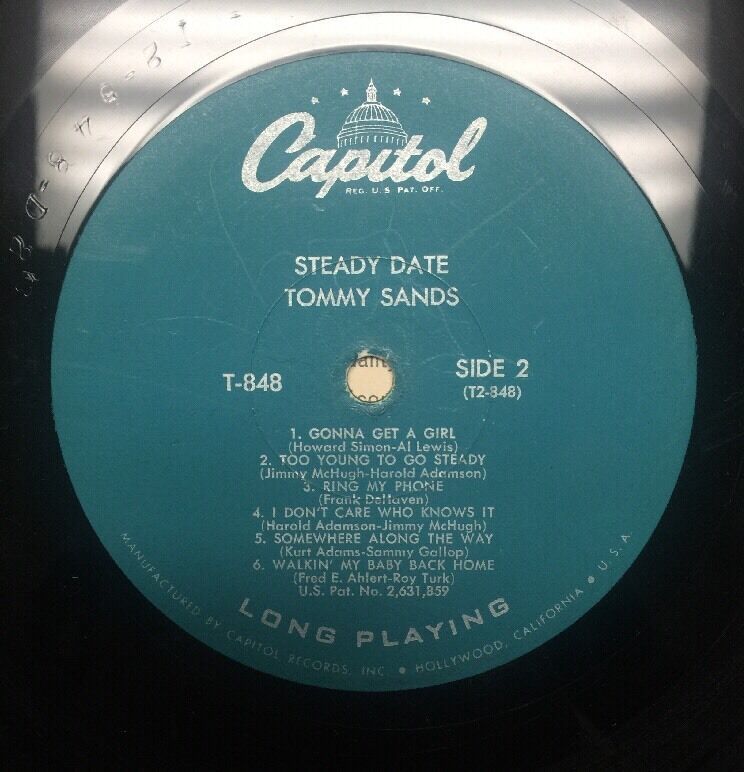 Capitol
REG. U.S. PAT. OFF.
STEADY DATE
TOMMY SANDS
T-848
SIDE 2
(T2-848)
1. GONNA GET A GIRL
(Howard Simon-Al Lewis)
2. TOO YOUNG TO GO STEADY
(Jimmy McHugh-Harold Adamson)
3. RING MY PHONE
(Frank DeHaven)
4. I DON'T CARE WHO KNOWS IT
(Harold Adamson-Jimmy McHugh)
5. SOMEWHERE ALONG THE WAY
(Kurt Adams-Sammy Gallop)
6. WALKIN' MY BABY BACK HOME
(Fred E. Ahlert-Roy Turk)
U.S. Pat. No. 2,631,859
LONG PLAYING
MANUFACTURED BY CAPITOL RECORDS, INC. • HOLLYWOOD, CALIFORNIA • U.S.A.